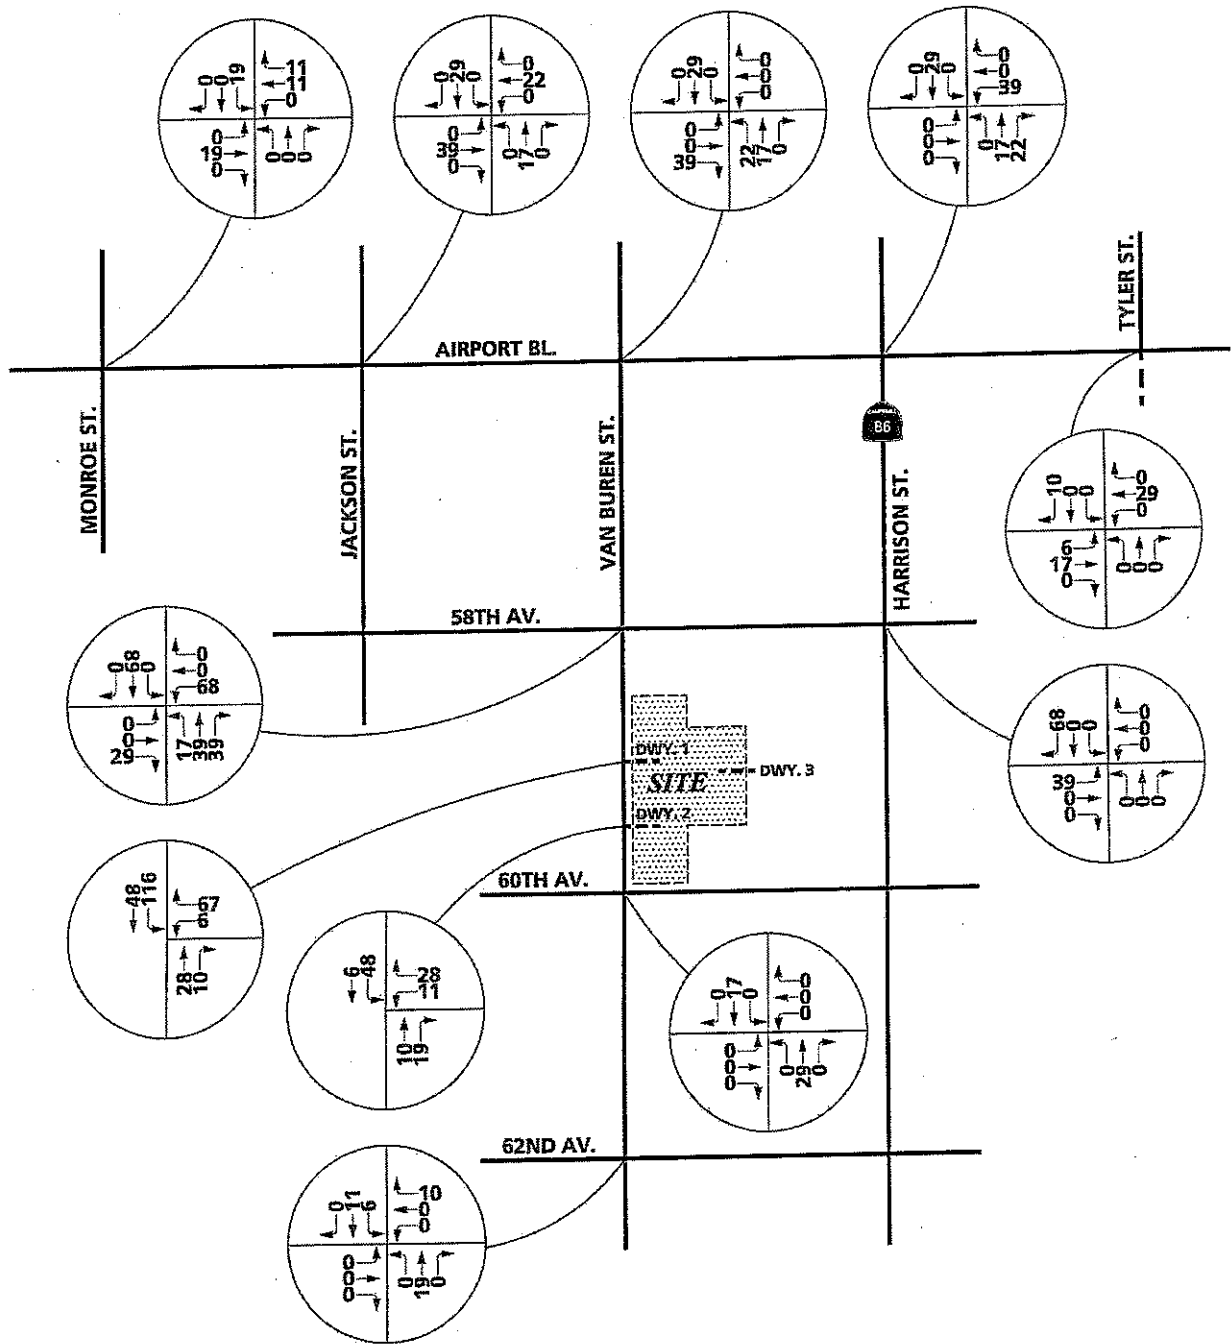 0 0 19
11
11
0
0
19
0
0 0 0
0 29 0
0
22
0
0
39
0
0 17 0
0 29 0
0
0
0
0
0
39
22 17 0
0 29 0
0
0
39
0
0
0
0 17 22
TYLER ST.
AIRPORT BL.
MONROE ST.
JACKSON ST.
VAN BUREN ST.
86
HARRISON ST.
10 0 0
0
29
0
6
17
0
0 0 0
58TH AV.
0 68 0
0
0
68
0
0
29
17 39 39
68 0 0
0
0
0
39
0
0
0 0 0
DWY. 1
SITE
DWY. 3
DWY. 2
48 116
67
28 10
60TH AV.
6 48
28
11
10 19
0 17 0
0
0
0
0
0
0
0 29 0
62ND AV.
0 11 6
10
0
0
0
0
0
0 19 0